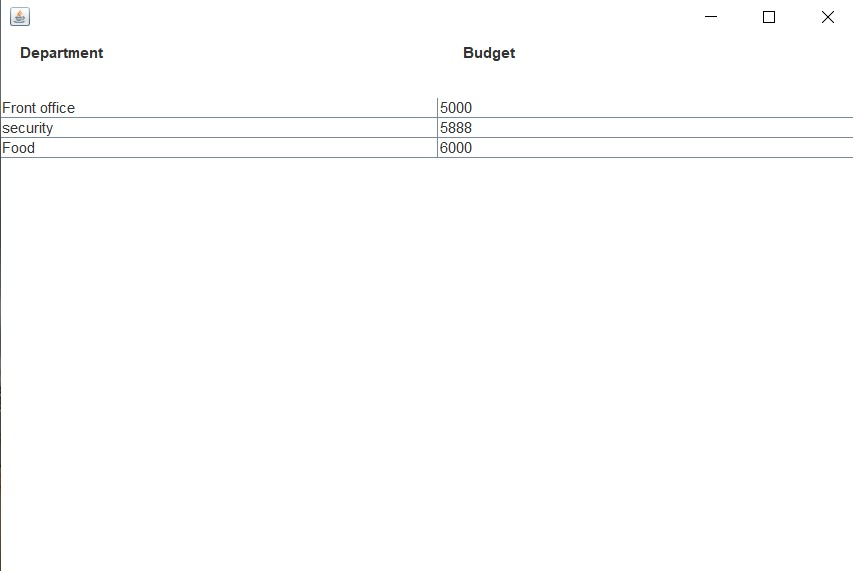 Department Budget
Front office 5000
security 5888
Food 6000